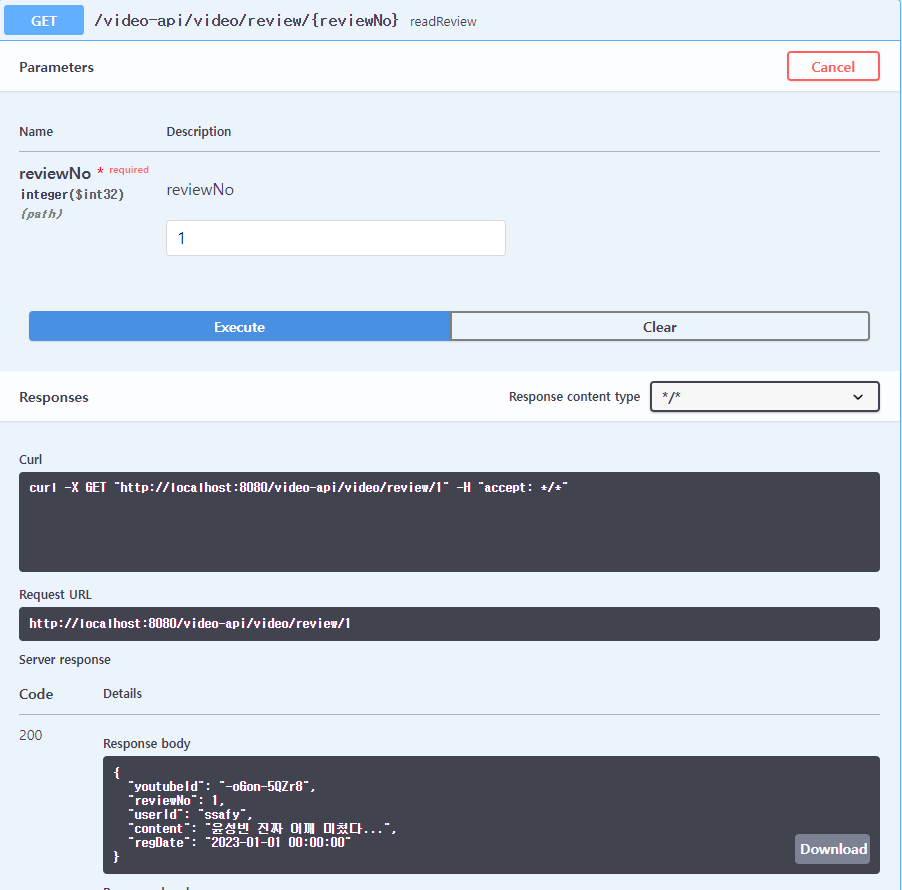 GET /video-api/video/review/{reviewNo} readReview
Parameters
Cancel
Name Description
reviewNo * required
integer($int32)
(path)
reviewNo
1
Execute Clear
Responses Response content type */*
Curl
curl -X GET "http://localhost:8080/video-api/video/review/1" -H "accept: */*"
Request URL
http://localhost:8080/video-api/video/review/1
Server response
Code Details
200
Response body
{
"youtubeId": "-oGon-5QZr8",
"reviewNo": 1,
"userId": "ssafy",
"content": "윤성빈 진짜 어깨 미쳤다...",
"regDate": "2023-01-01 00:00:00"
}
Download